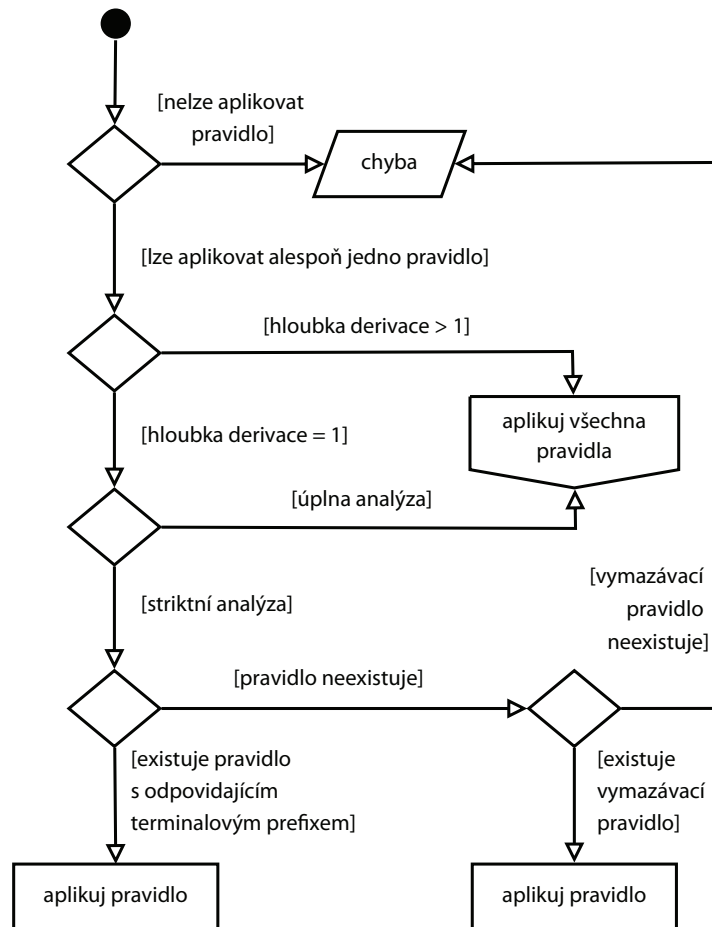 [nelze aplikovat
pravidlo]
chyba
[lze aplikovat alespoň jedno pravidlo]
[hloubka derivace > 1]
aplikuj všechna
pravidla
[hloubka derivace = 1]
[úplna analýza]
[vymazávací
pravidlo
neexistuje]
[striktní analýza]
[pravidlo neexistuje]
[existuje pravidlo
s odpovidajícím
terminalovým prefixem]
[existuje
vymazávací
pravidlo]
aplikuj pravidlo
aplikuj pravidlo